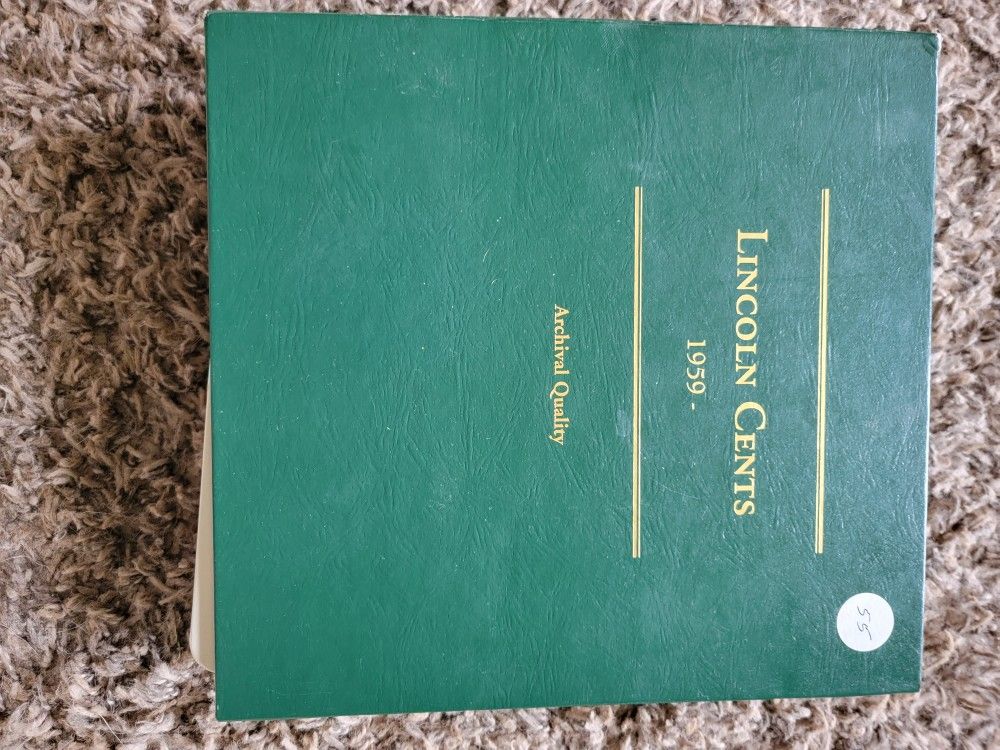 LINCOLN CENTS
1959 -
Archival Quality
55